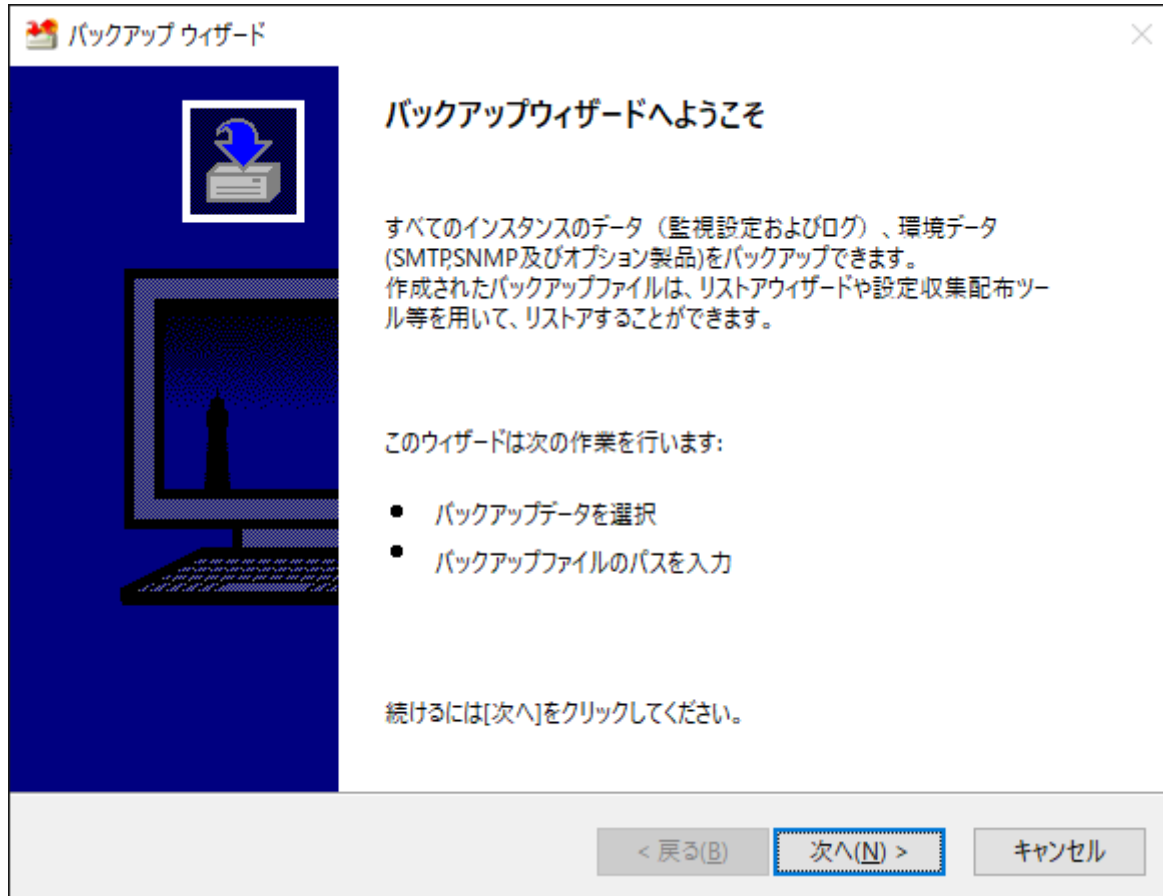 バックアップ ウィザード
バックアップウィザードへようこそ
すべてのインスタンスのデータ（監視設定およびログ）、環境データ
(SMTP,SNMP及びオプション製品)をバックアップできます。
作成されたバックアップファイルは、リストアウィザードや設定収集配布ツー
ル等を用いて、リストアすることができます。
このウィザードは次の作業を行います:
● バックアップデータを選択
● バックアップファイルのパスを入力
続けるには[次へ]をクリックしてください。
< 戻る(B) 次へ(N) > キャンセル